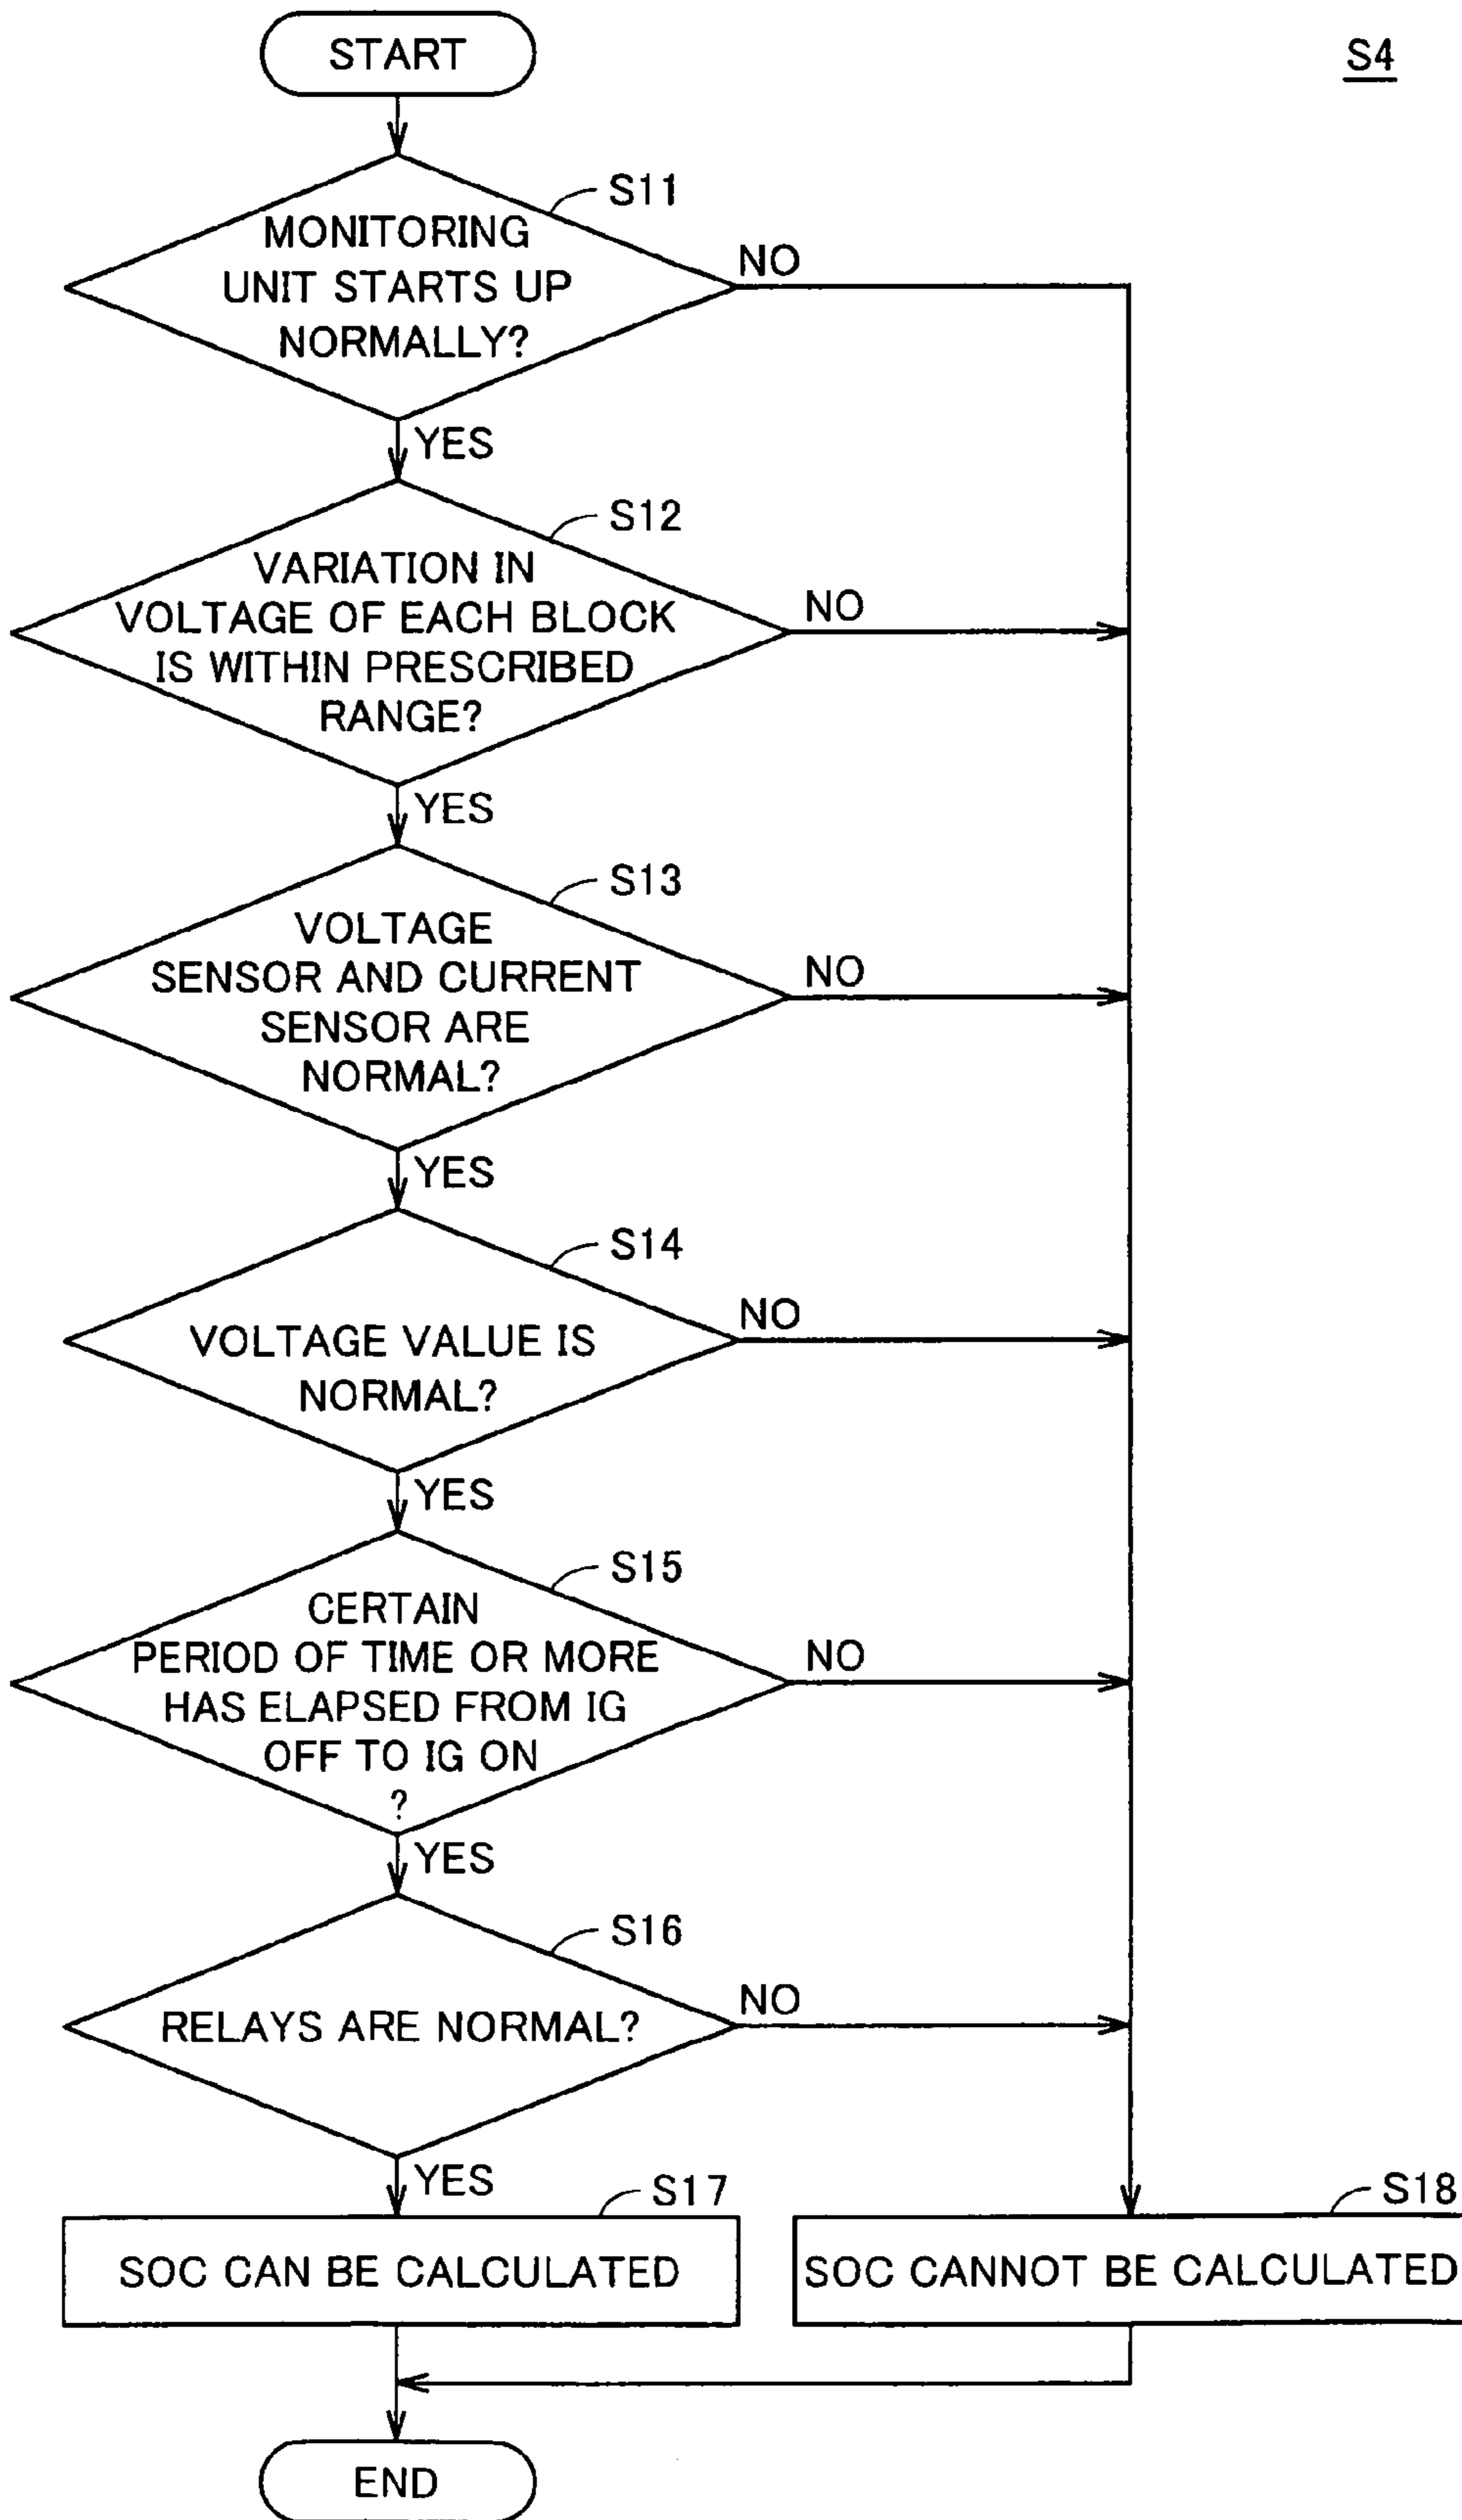 START
S4
S11
MONITORING
UNIT STARTS UP
NORMALLY?
NO
YES
S12
VARIATION IN
VOLTAGE OF EACH BLOCK
IS WITHIN PRESCRIBED
RANGE?
NO
YES
S13
VOLTAGE
SENSOR AND CURRENT
SENSOR ARE
NORMAL?
NO
YES
S14
VOLTAGE VALUE IS
NORMAL?
NO
YES
S15
CERTAIN
PERIOD OF TIME OR MORE
HAS ELAPSED FROM IG
OFF TO IG ON
?
NO
YES
S16
RELAYS ARE NORMAL?
NO
YES
S17
SOC CAN BE CALCULATED
S18
SOC CANNOT BE CALCULATED
END